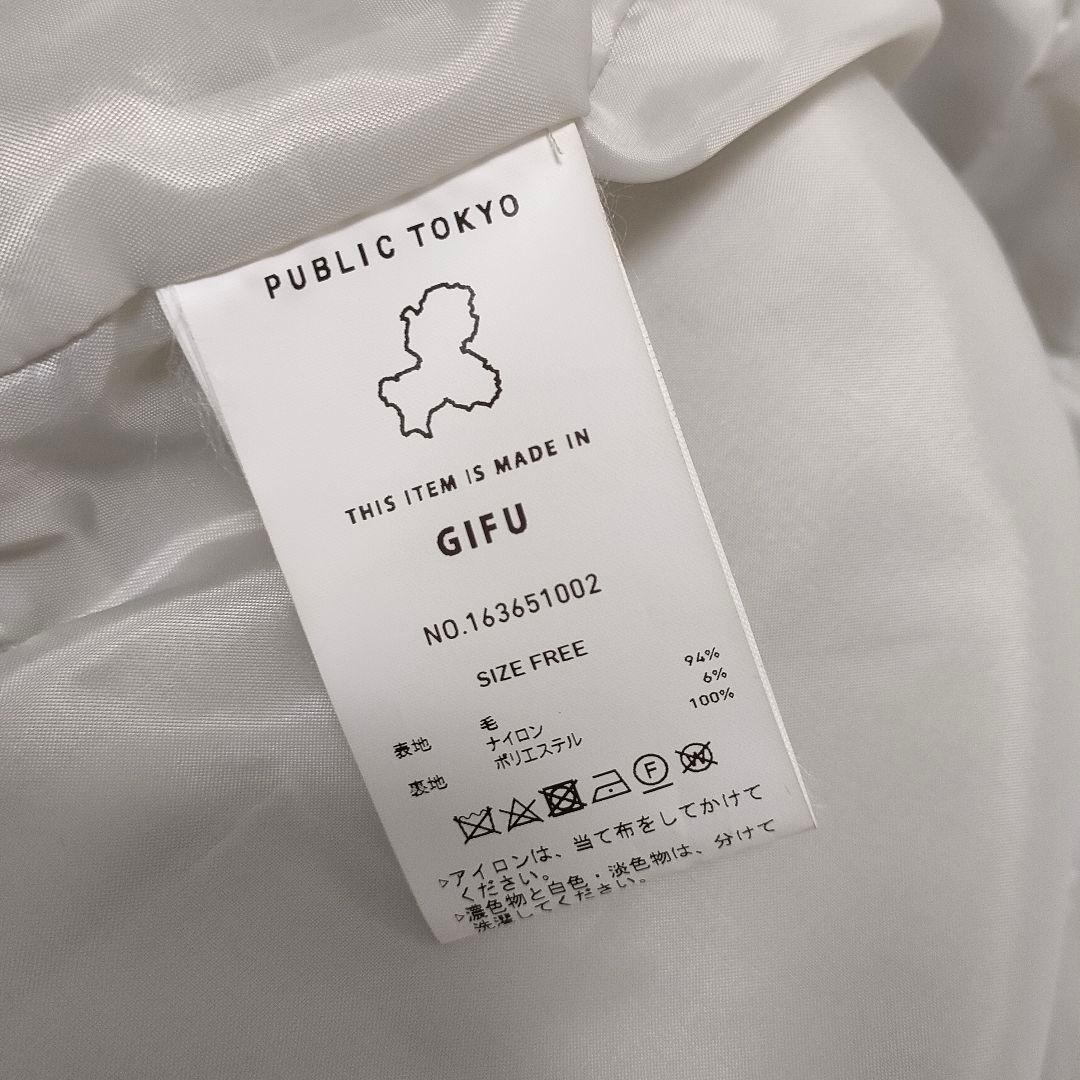 PUBLIC TOKYO
THIS ITEM IS MADE IN
GIFU
NO.163651002
SIZE FREE
表地 毛 94%
ナイロン 6%
裏地 ポリエステル 100%
F W
▷アイロンは、当て布をしてかけて
ください。
▷濃色物と白色・淡色物は、分けて
洗濯してください。